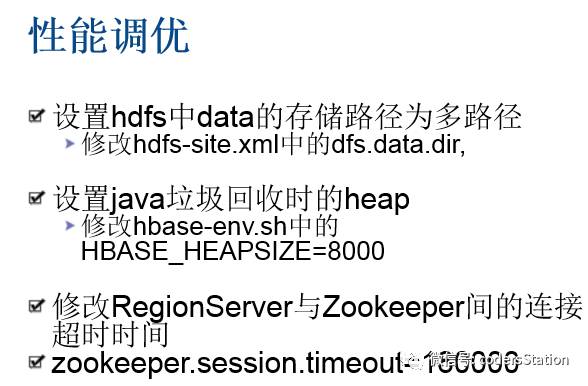 性能调优
设置hdfs中data的存储路径为多路径
修改hdfs-site.xml中的dfs.data.dir,
设置java垃圾回收时的heap
修改hbase-env.sh中的
HBASE_HEAPSIZE=8000
修改RegionServer与Zookeeper间的连接
超时时间
zookeeper.session.timeout-
微信号: codersStation